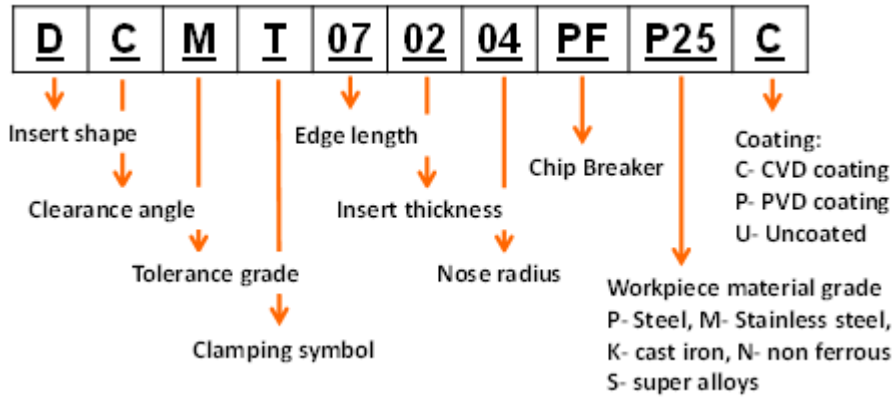 D C M T 07 02 04 PF P25 C
Insert shape
Clearance angle
Tolerance grade
Clamping symbol
Edge length
Insert thickness
Nose radius
Chip Breaker
Workpiece material grade
P- Steel, M- Stainless steel,
K- cast iron, N- non ferrous
S- super alloys
Coating:
C- CVD coating
P- PVD coating
U- Uncoated